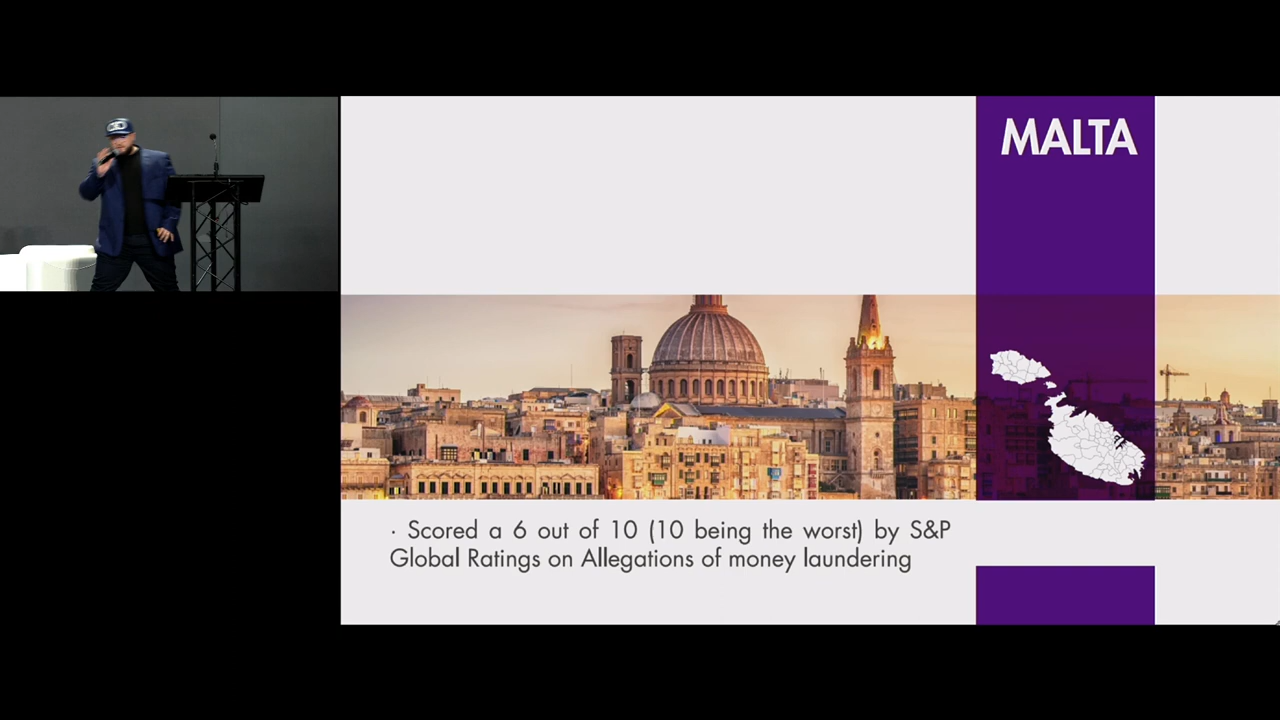 MALTA
· Scored a 6 out of 10 (10 being the worst) by S&P
Global Ratings on Allegations of money laundering